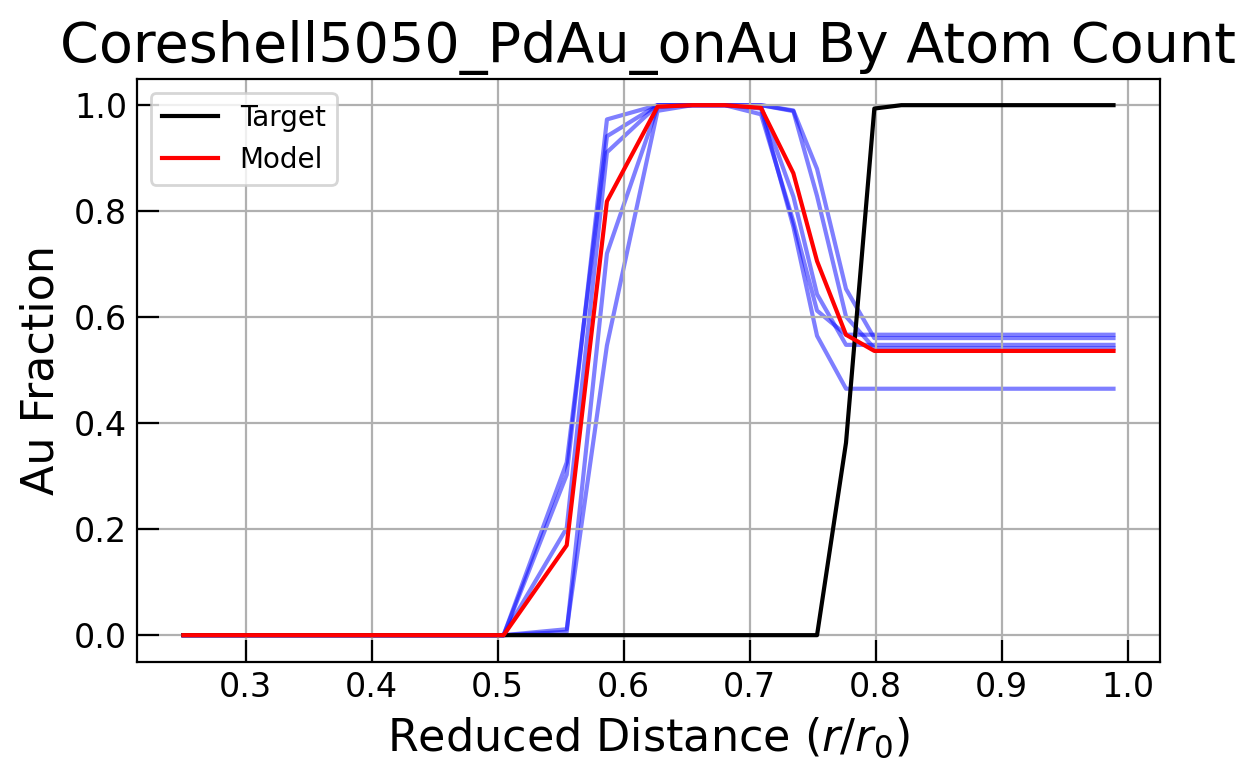 Coreshell5050_PdAu_onAu By Atom Count
Target
Model
1.0
0.8
0.6
0.4
0.2
0.0
Au Fraction
0.3 0.4 0.5 0.6 0.7 0.8 0.9 1.0
Reduced Distance (r/r₀)